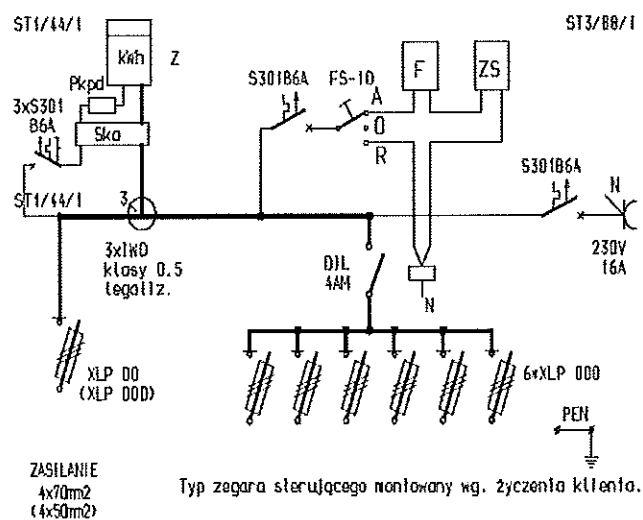 ST1/44/1
ST3/88/1
kWh
Z
Pkpd
3xS301
B6A
Ska
S301B6A
FS-10
A
O
R
F
ZS
ST1/44/1
3
3xIWO
klasy 0.5
legaliz.
DIL
4AM
S301B6A
N
230V
16A
N
XLP 00
(XLP 000)
6xXLP 000
PEN
ZASILANIE
4x70mm2
(4x50mm2)
Typ zegara sterującego montowany wg. życzenia klienta.